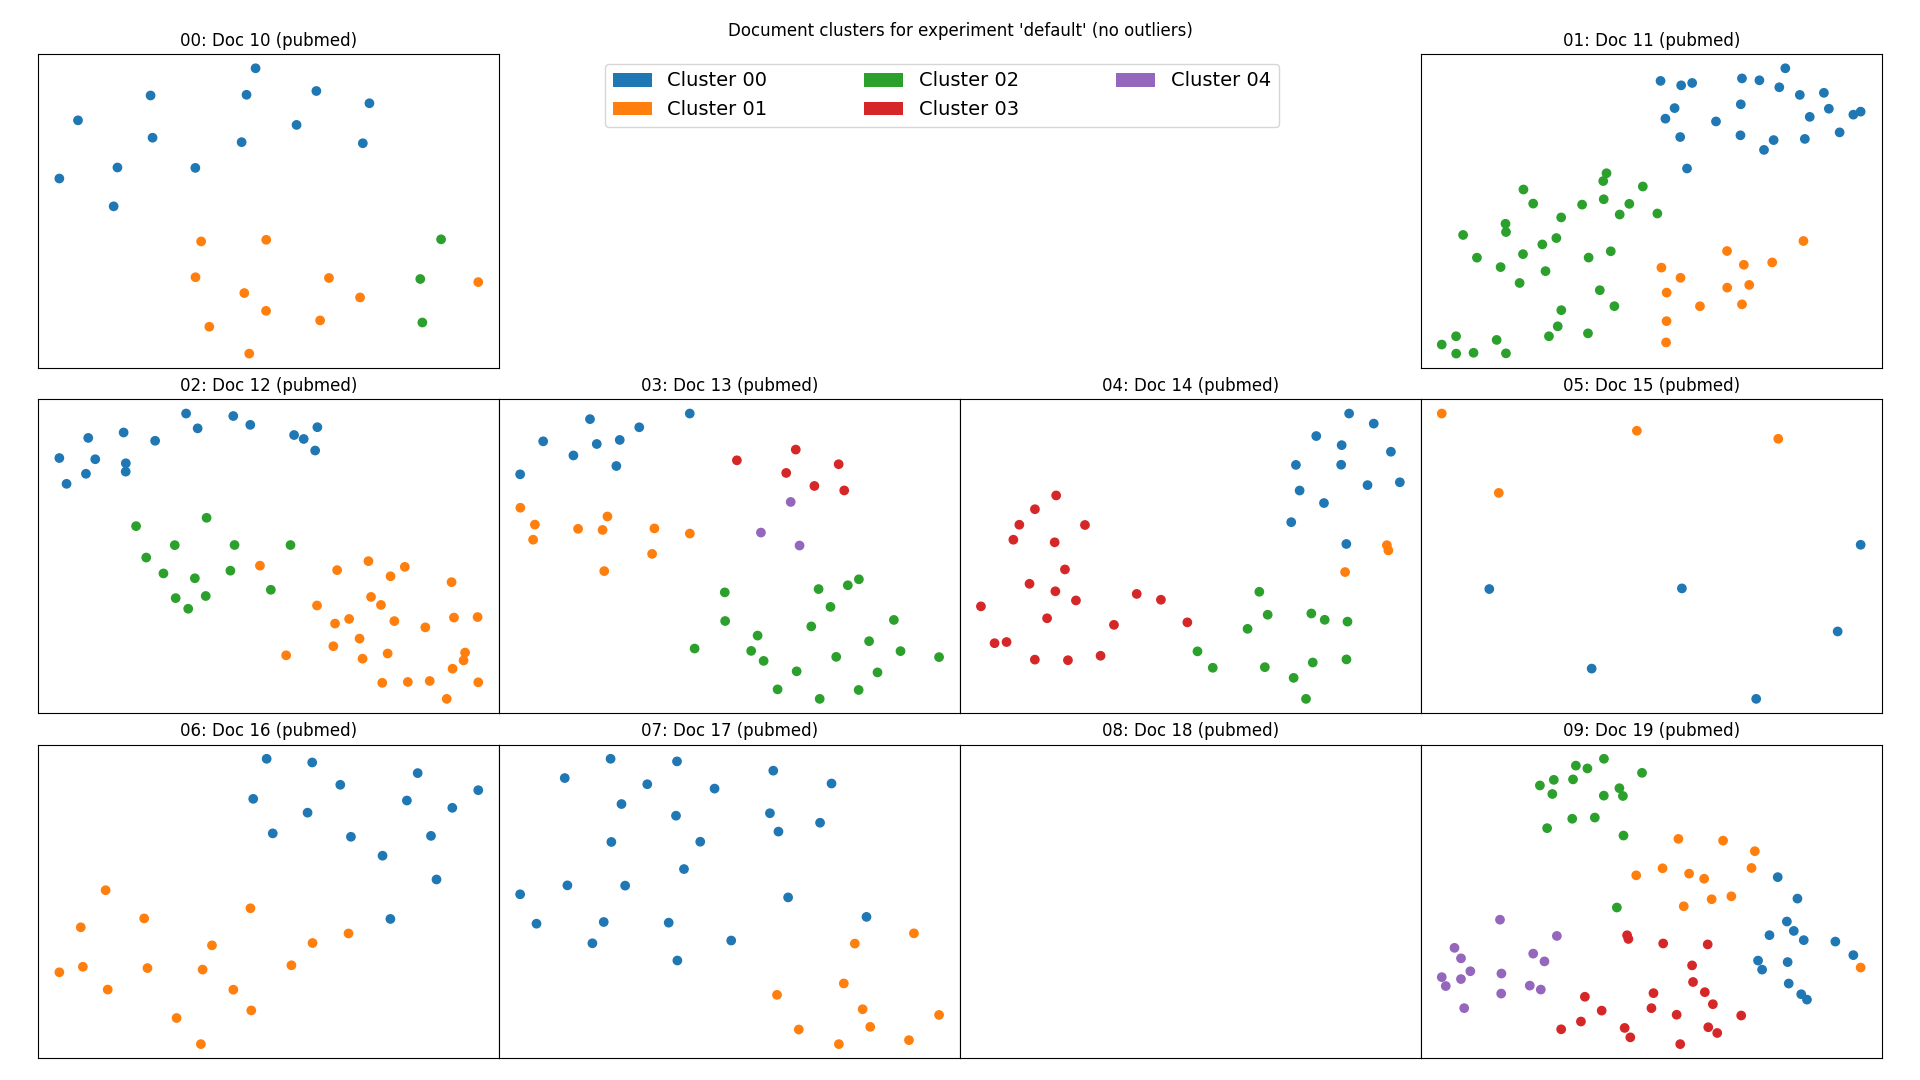 Document clusters for experiment 'default' (no outliers)
00: Doc 10 (pubmed)
01: Doc 11 (pubmed)
Cluster 00
Cluster 01
Cluster 02
Cluster 03
Cluster 04
02: Doc 12 (pubmed)
03: Doc 13 (pubmed)
04: Doc 14 (pubmed)
05: Doc 15 (pubmed)
06: Doc 16 (pubmed)
07: Doc 17 (pubmed)
08: Doc 18 (pubmed)
09: Doc 19 (pubmed)